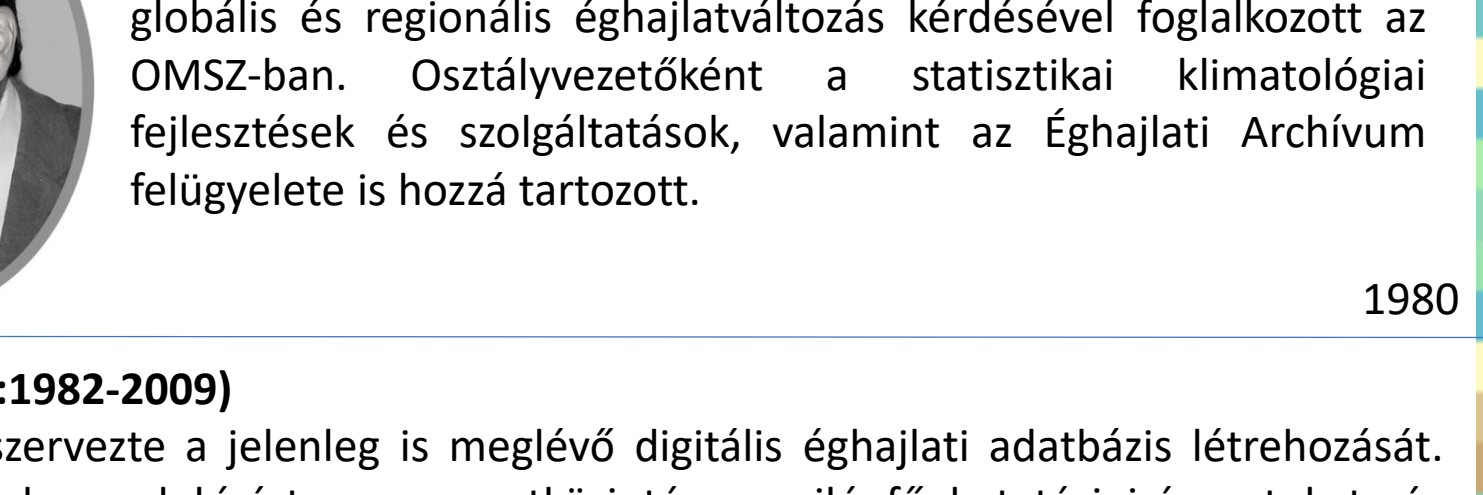 globális és regionális éghajlatváltozás kérdésével foglalkozott az
OMSZ-ban. Osztályvezetőként a statisztikai klimatológiai
fejlesztések és szolgáltatások, valamint az Éghajlati Archívum
felügyelete is hozzá tartozott.
1980
:1982-2009)
szervezte a jelenleg is meglévő digitális éghajlati adatbázis létrehozását.